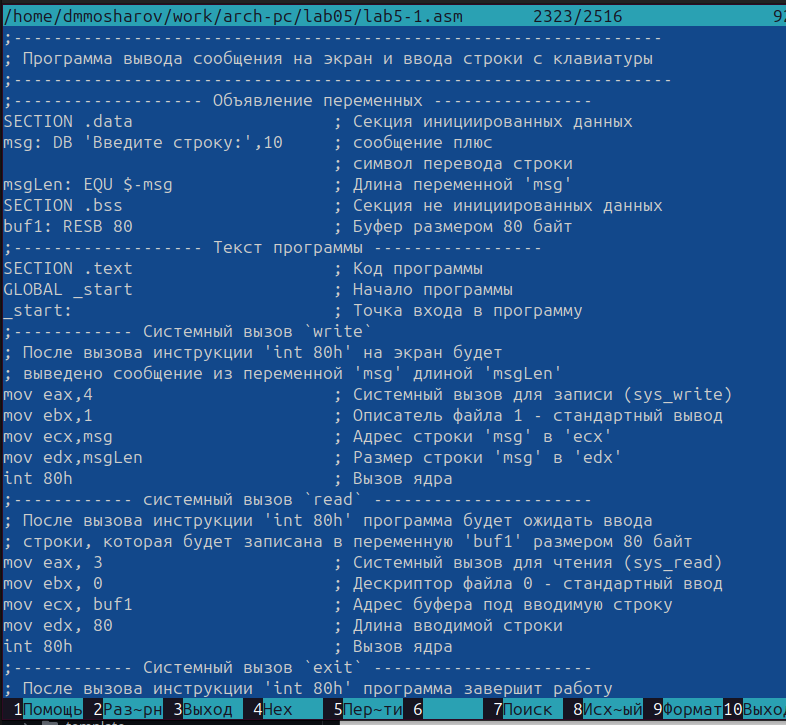 /home/dmmosharov/work/arch-pc/lab05/lab5-1.asm 2323/2516 92
;-----------------------------------------------------------------
; Программа вывода сообщения на экран и ввода строки с клавиатуры
;------------------------------------------------------------------
;------------------- Объявление переменных ----------------
SECTION .data ; Секция инициированных данных
msg: DB 'Введите строку:',10 ; сообщение плюс
; символ перевода строки
msgLen: EQU $-msg ; Длина переменной 'msg'
SECTION .bss ; Секция не инициированных данных
buf1: RESB 80 ; Буфер размером 80 байт
;------------------- Текст программы -----------------
SECTION .text ; Код программы
GLOBAL _start ; Начало программы
_start: ; Точка входа в программу
;------------ Системный вызов `write`
; После вызова инструкции 'int 80h' на экран будет
; выведено сообщение из переменной 'msg' длиной 'msgLen'
mov eax,4 ; Системный вызов для записи (sys_write)
mov ebx,1 ; Описатель файла 1 - стандартный вывод
mov ecx,msg ; Адрес строки 'msg' в 'ecx'
mov edx,msgLen ; Размер строки 'msg' в 'edx'
int 80h ; Вызов ядра
;------------ системный вызов `read` ----------------------
; После вызова инструкции 'int 80h' программа будет ожидать ввода
; строки, которая будет записана в переменную 'buf1' размером 80 байт
mov eax, 3 ; Системный вызов для чтения (sys_read)
mov ebx, 0 ; Дескриптор файла 0 - стандартный ввод
mov ecx, buf1 ; Адрес буфера под вводимую строку
mov edx, 80 ; Длина вводимой строки
int 80h ; Вызов ядра
;------------ Системный вызов `exit` ----------------------
; После вызова инструкции 'int 80h' программа завершит работу
1Помощь 2Раз~рн 3Выход 4Hex 5Пер~ти 6 7Поиск 8Исх~ый 9Формат 10Выход